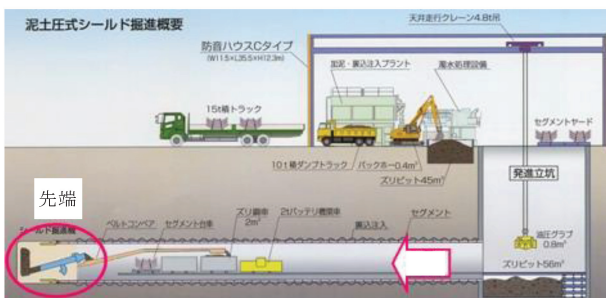 泥土圧式シールド掘進概要
天井走行クレーン4.8t吊
防音ハウスCタイプ
(W11.5×L35.5×H12.3m)
加泥・裏込注入プラント
濁水処理設備
15t積トラック
セグメントヤード
10t積ダンプトラック
バックホー0.4m³
ズリピット45m³
発進立坑
先端
シールド掘進機
ベルトコンベア
セグメント台車
ズリ鋼車
2m³
2tバッテリ機関車
裏込注入
セグメント
油圧グラブ
0.8m³
ズリピット56m³